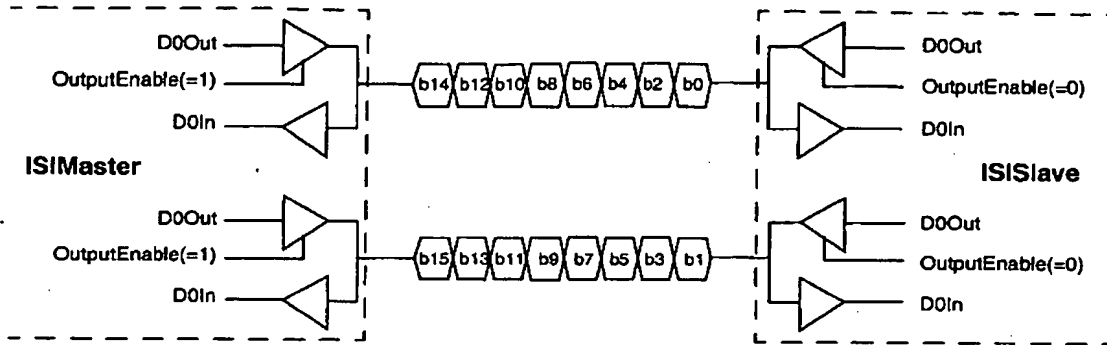 D0Out
OutputEnable(=1)
D0In
ISIMaster
D0Out
OutputEnable(=1)
D0In
b14 b12 b10 b8 b6 b4 b2 b0
b15 b13 b11 b9 b7 b5 b3 b1
D0Out
OutputEnable(=0)
D0In
ISISlave
D0Out
OutputEnable(=0)
D0In